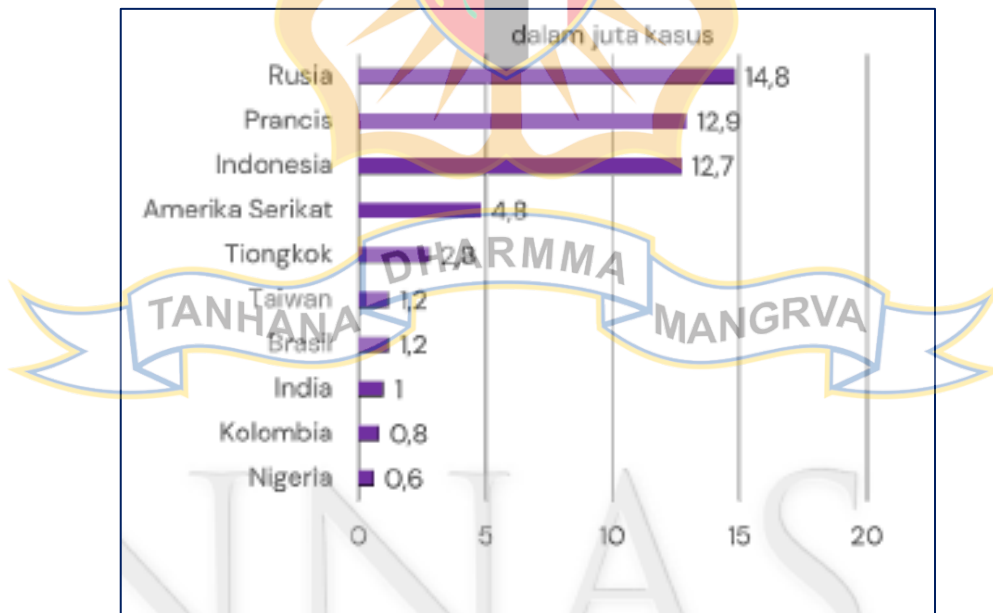 dalam juta kasus
Rusia 14,8
Prancis 12,9
Indonesia 12,7
Amerika Serikat 4,8
Tiongkok 2,8
Taiwan 1,2
Brasil 1,2
India 1
Kolombia 0,8
Nigeria 0,6
0 5 10 15 20
TANHANA DHARMMA MANGRVA
NNAS